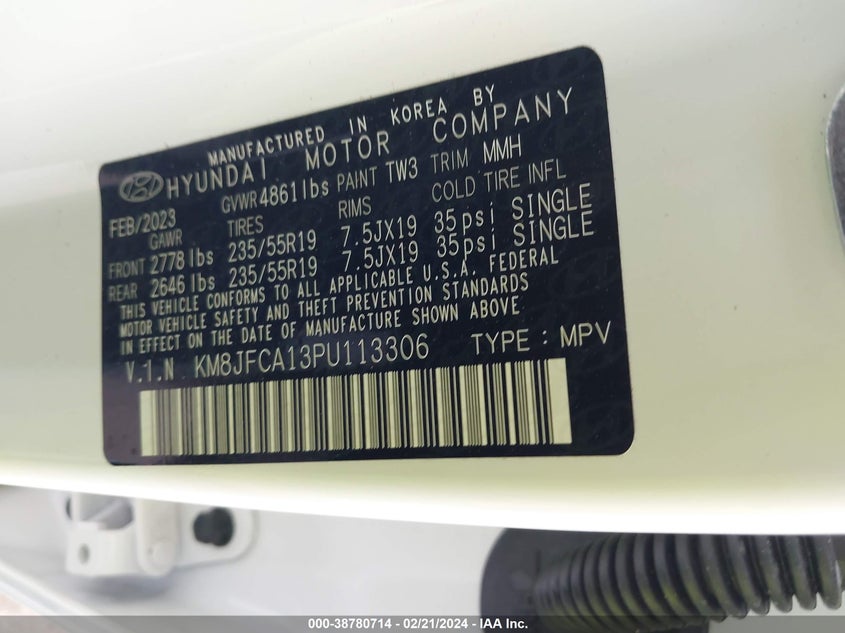 MANUFACTURED IN KOREA BY
HYUNDAI MOTOR COMPANY
FEB/2023 GVWR 4861lbs PAINT TW3 TRIM MMH
GAWR TIRES RIMS COLD TIRE INFL
FRONT 2778 lbs 235/55R19 7.5JX19 35psi SINGLE
REAR 2646 lbs 235/55R19 7.5JX19 35psi SINGLE
THIS VEHICLE CONFORMS TO ALL APPLICABLE U.S.A. FEDERAL
MOTOR VEHICLE SAFETY AND THEFT PREVENTION STANDARDS
IN EFFECT ON THE DATE OF MANUFACTURE SHOWN ABOVE.
V.I.N KM8JFCA13PU113306 TYPE : MPV
000-38780714 - 02/21/2024 - IAA Inc.